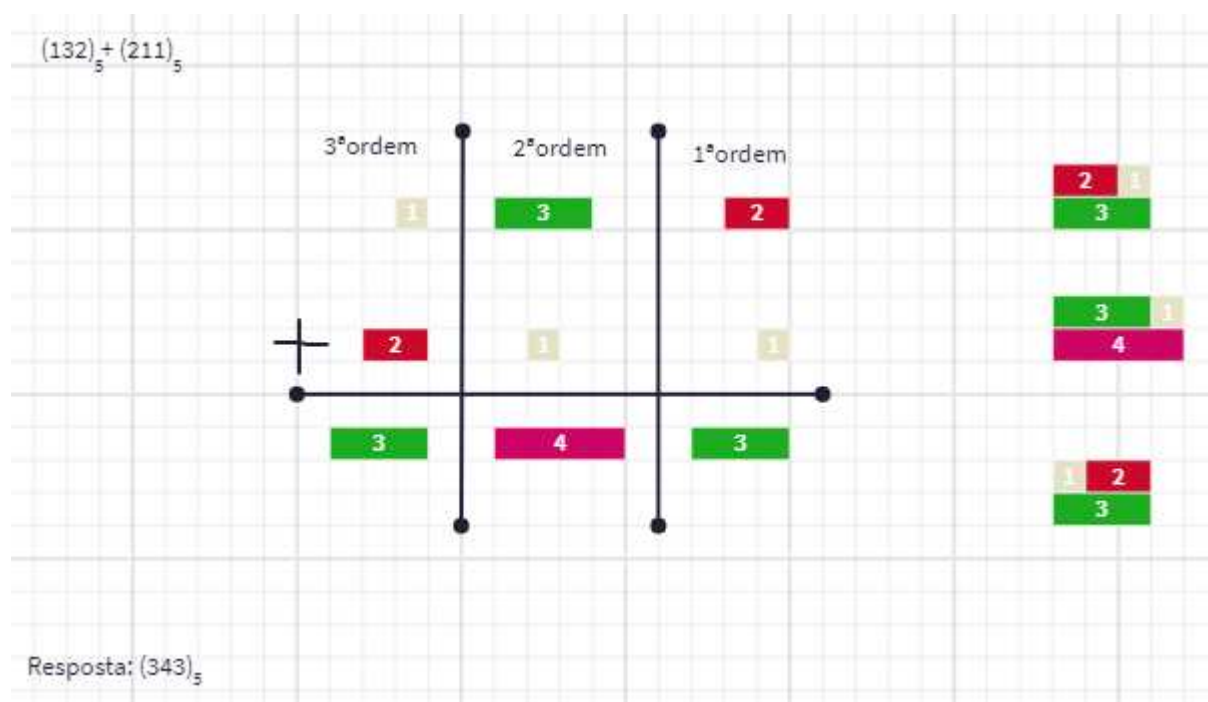 (132)₅+ (211)₅
3ªordem 2ªordem 1ªordem
1 3 2
+ 2 1 1
3 4 3
2 1
3
3 1
4
1 2
3
Resposta: (343)₅